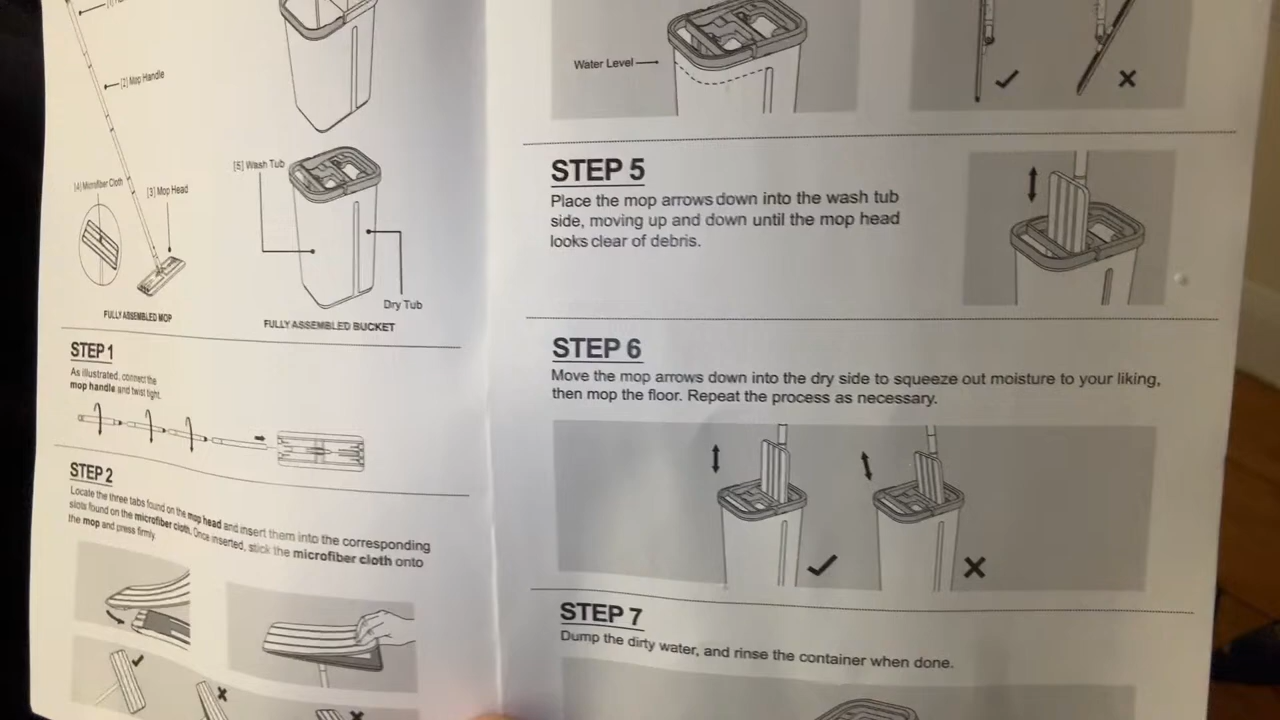 [2] Mop Handle
[4] Microfiber Cloth
[3] Mop Head
FULLY ASSEMBLED MOP
[5] Wash Tub
Dry Tub
FULLY ASSEMBLED BUCKET
STEP 1
As illustrated, connect the
mop handle and twist tight.
STEP 2
Locate the three tabs found on the mop head and insert them into the corresponding
slots found on the microfiber cloth. Once inserted, stick the microfiber cloth onto
the mop and press firmly.
Water Level
STEP 5
Place the mop arrows down into the wash tub
side, moving up and down until the mop head
looks clear of debris.
STEP 6
Move the mop arrows down into the dry side to squeeze out moisture to your liking,
then mop the floor. Repeat the process as necessary.
STEP 7
Dump the dirty water, and rinse the container when done.